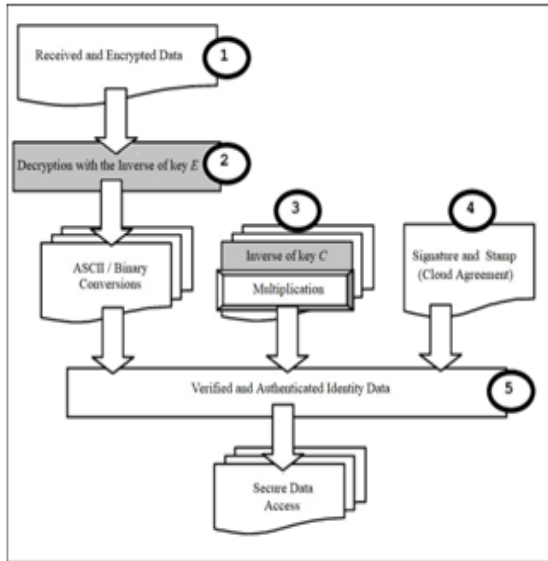 1
Received and Encrypted Data
2
Decryption with the Inverse of key E
3
4
ASCII / Binary
Conversions
Inverse of key C
Multiplication
Signature and Stamp
(Cloud Agreement)
5
Verified and Authenticated Identity Data
Secure Data
Access